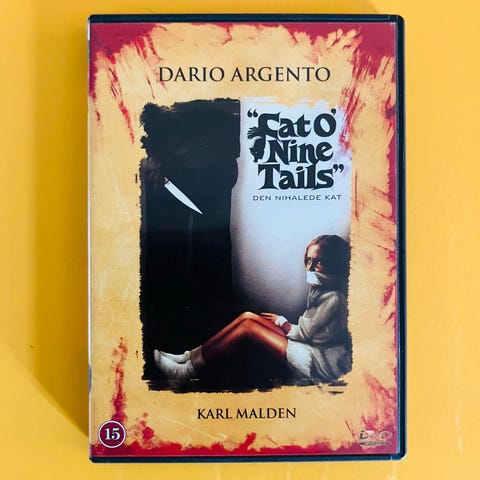 DARIO ARGENTO
"Cat O'
Nine
Tails"
DEN NIHALEDE KAT
KARL MALDEN
15
DVD